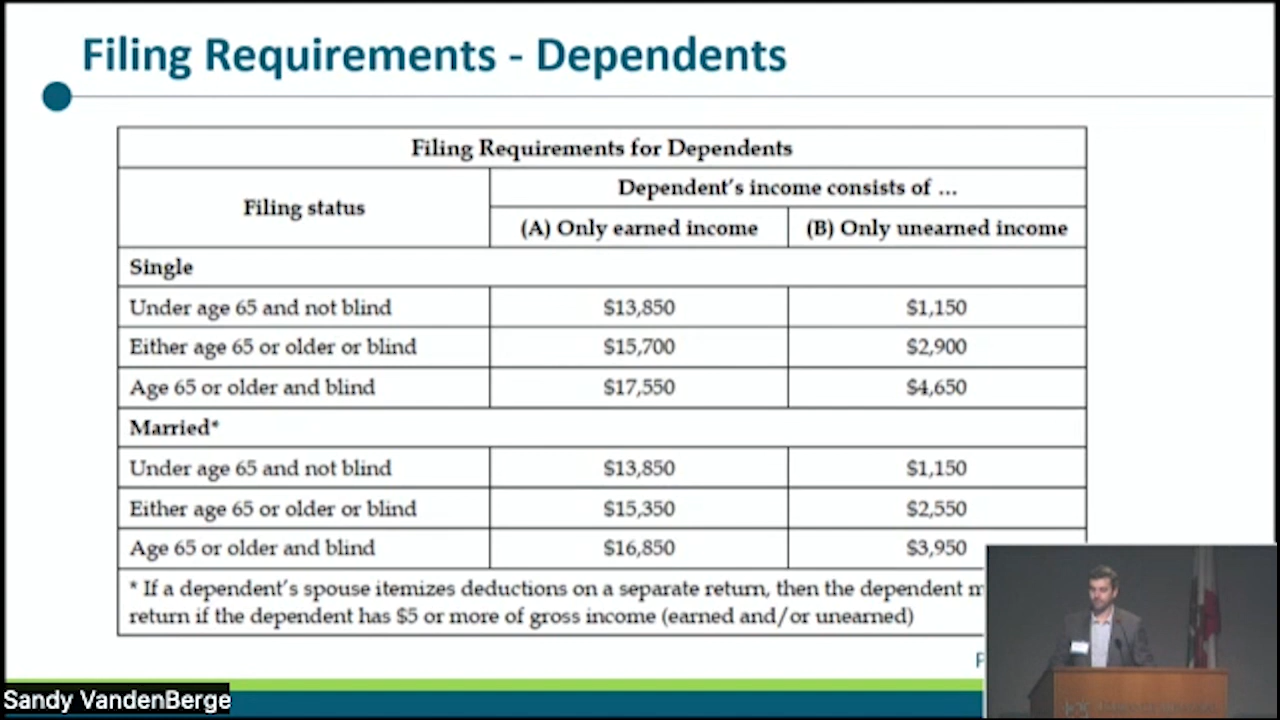 Filing Requirements - Dependents
Filing Requirements for Dependents
Filing status
Dependent's income consists of ...
(A) Only earned income
(B) Only unearned income
Single
Under age 65 and not blind $13,850 $1,150
Either age 65 or older or blind $15,700 $2,900
Age 65 or older and blind $17,550 $4,650
Married*
Under age 65 and not blind $13,850 $1,150
Either age 65 or older or blind $15,350 $2,550
Age 65 or older and blind $16,850 $3,950
* If a dependent's spouse itemizes deductions on a separate return, then the dependent m
return if the dependent has $5 or more of gross income (earned and/or unearned)
P
Sandy VandenBerge